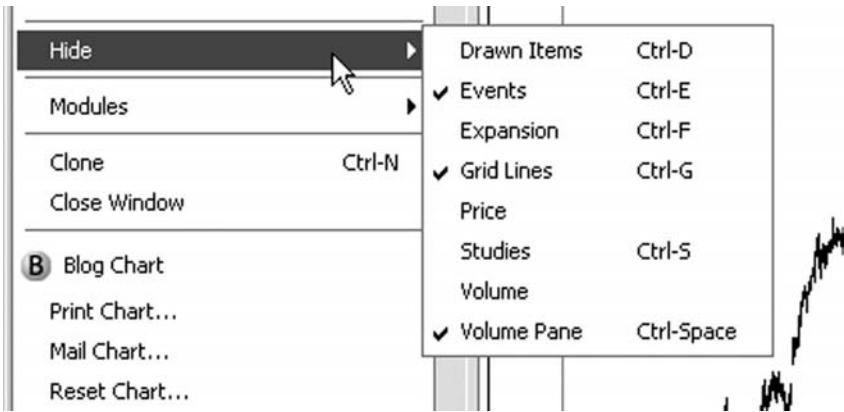 Hide
Modules
Clone Ctrl-N
Close Window
B Blog Chart
Print Chart...
Mail Chart...
Reset Chart...
Drawn Items Ctrl-D
Events Ctrl-E
Expansion Ctrl-F
Grid Lines Ctrl-G
Price
Studies Ctrl-S
Volume
Volume Pane Ctrl-Space